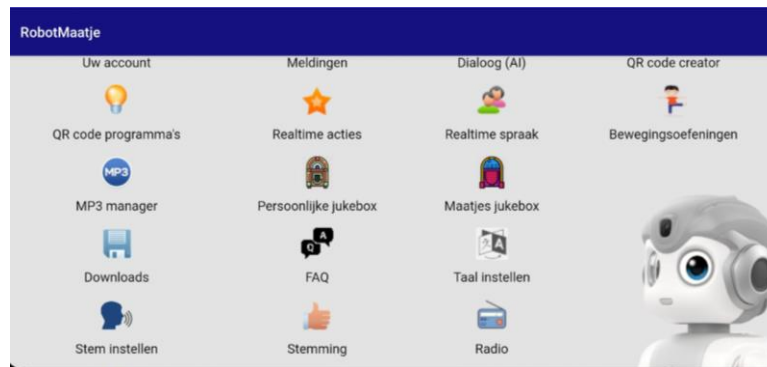 RobotMaatje
Uw account Meldingen Dialoog (AI) QR code creator
QR code programma's Realtime acties Realtime spraak Bewegingsoefeningen
MP3
MP3 manager Persoonlijke jukebox Maatjes jukebox
Q A
Downloads FAQ Taal instellen
Stem instellen Stemming Radio